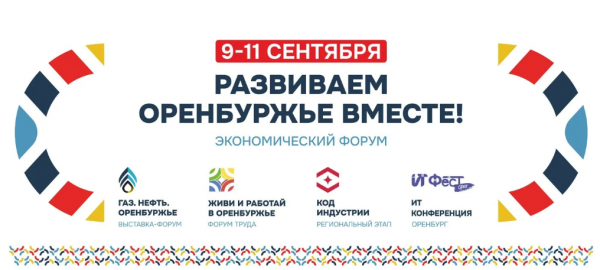 9-11 СЕНТЯБРЯ
РАЗВИВАЕМ
ОРЕНБУРЖЬЕ ВМЕСТЕ!
ЭКОНОМИЧЕСКИЙ ФОРУМ
ГАЗ. НЕФТЬ.
ОРЕНБУРЖЬЕ
ВЫСТАВКА-ФОРУМ
ЖИВИ И РАБОТАЙ
В ОРЕНБУРЖЬЕ
ФОРУМ ТРУДА
КОД
ИНДУСТРИИ
РЕГИОНАЛЬНЫЙ ЭТАП
ИТ Фест
ИТ
КОНФЕРЕНЦИЯ
ОРЕНБУРГ